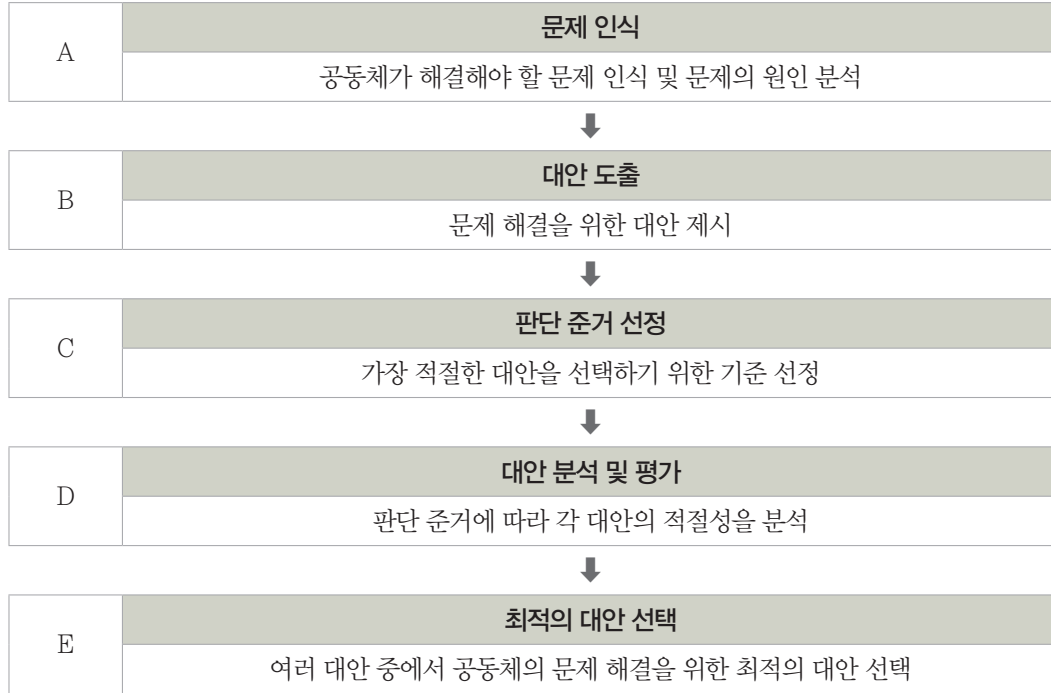 A
문제 인식
공동체가 해결해야 할 문제 인식 및 문제의 원인 분석
B
대안 도출
문제 해결을 위한 대안 제시
C
판단 준거 선정
가장 적절한 대안을 선택하기 위한 기준 선정
D
대안 분석 및 평가
판단 준거에 따라 각 대안의 적절성을 분석
E
최적의 대안 선택
여러 대안 중에서 공동체의 문제 해결을 위한 최적의 대안 선택